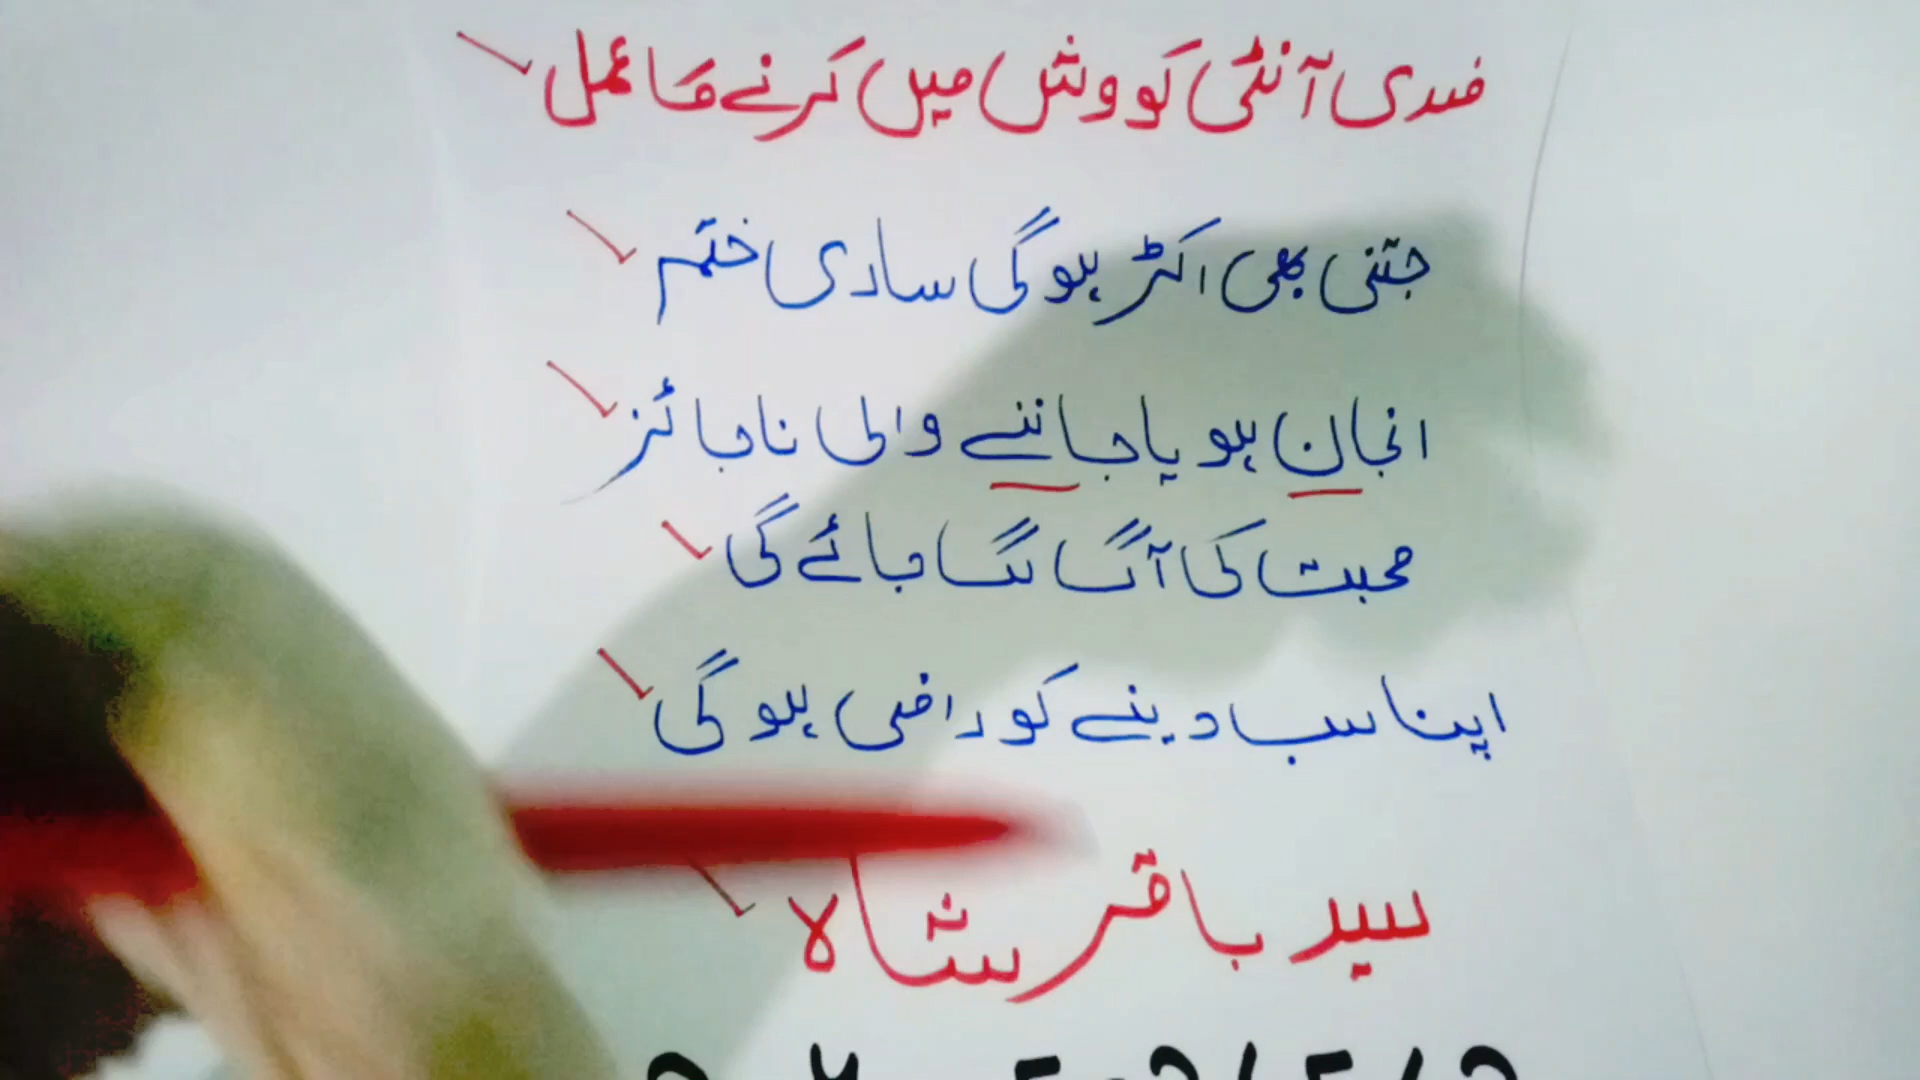 ضدی آنٹی کو وش میں کرنے کا عمل
جتنی بھی اکڑ ہو گی ساری ختم
انجان ہو یا جاننے والی ناجائز
محبت کی آگ لگ جائے گی
اپنا سب دینے کو راضی ہو گی
سید باقر شاہ